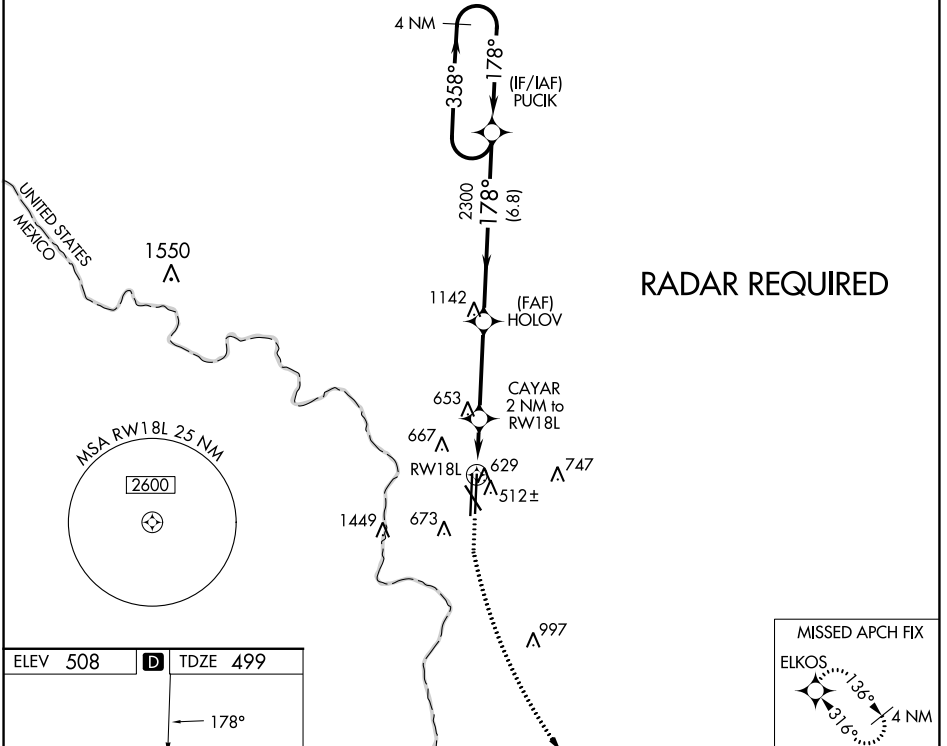 4 NM
358°
178°
(IF/IAF)
PUCIK
2300
178°
(6.8)
UNITED STATES
MEXICO
1550
RADAR REQUIRED
1142
(FAF)
HOLOV
653
CAYAR
2 NM to
RW18L
667
RW18L
629
747
512±
MSA RW18L 25 NM
2600
1449
673
997
ELEV 508 D TDZE 499
178°
MISSED APCH FIX
ELKOS
136°
316°
4 NM